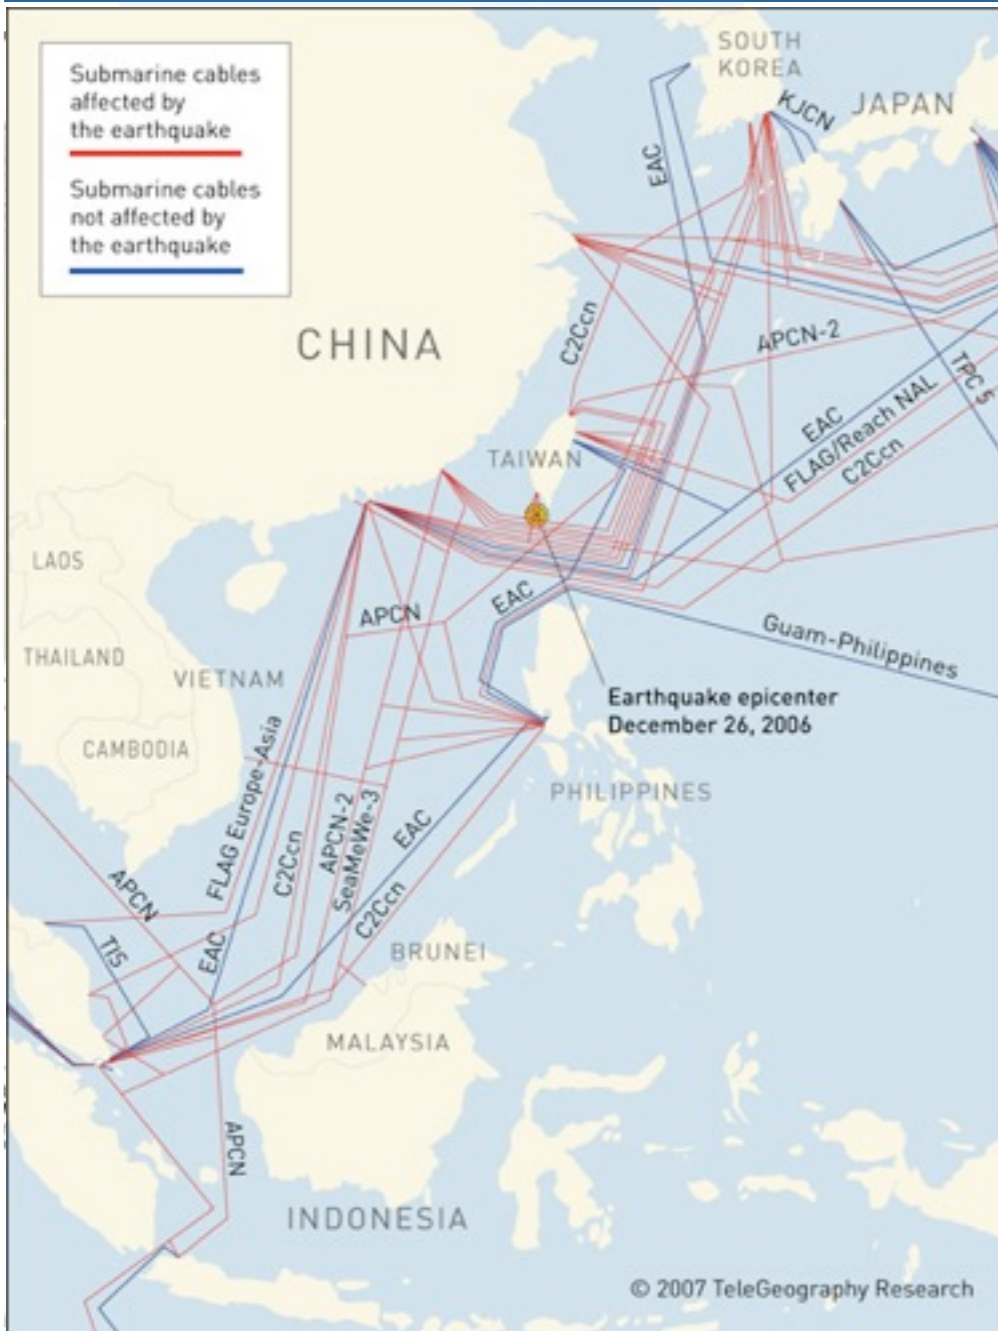 Submarine cables
affected by
the earthquake
Submarine cables
not affected by
the earthquake
SOUTH
KOREA
KJCN
JAPAN
EAC
CHINA
C2Ccn
APCN-2
TPC 5
EAC
FLAG/Reach NAL
C2Ccn
TAIWAN
LAOS
APCN
EAC
THAILAND
VIETNAM
Guam-Philippines
Earthquake epicenter
December 26, 2006
CAMBODIA
PHILIPPINES
FLAG Europe-Asia
C2Ccn
APCN-2
SeaMeWe-3
EAC
C2Ccn
APCN
TIS
EAC
BRUNEI
MALAYSIA
APCN
INDONESIA
© 2007 TeleGeography Research